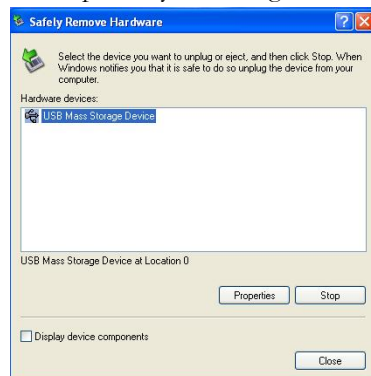 Safely Remove Hardware
Select the device you want to unplug or eject, and then click Stop. When
Windows notifies you that it is safe to do so unplug the device from your
computer.
Hardware devices:
USB Mass Storage Device
USB Mass Storage Device at Location 0
Properties Stop
Display device components
Close